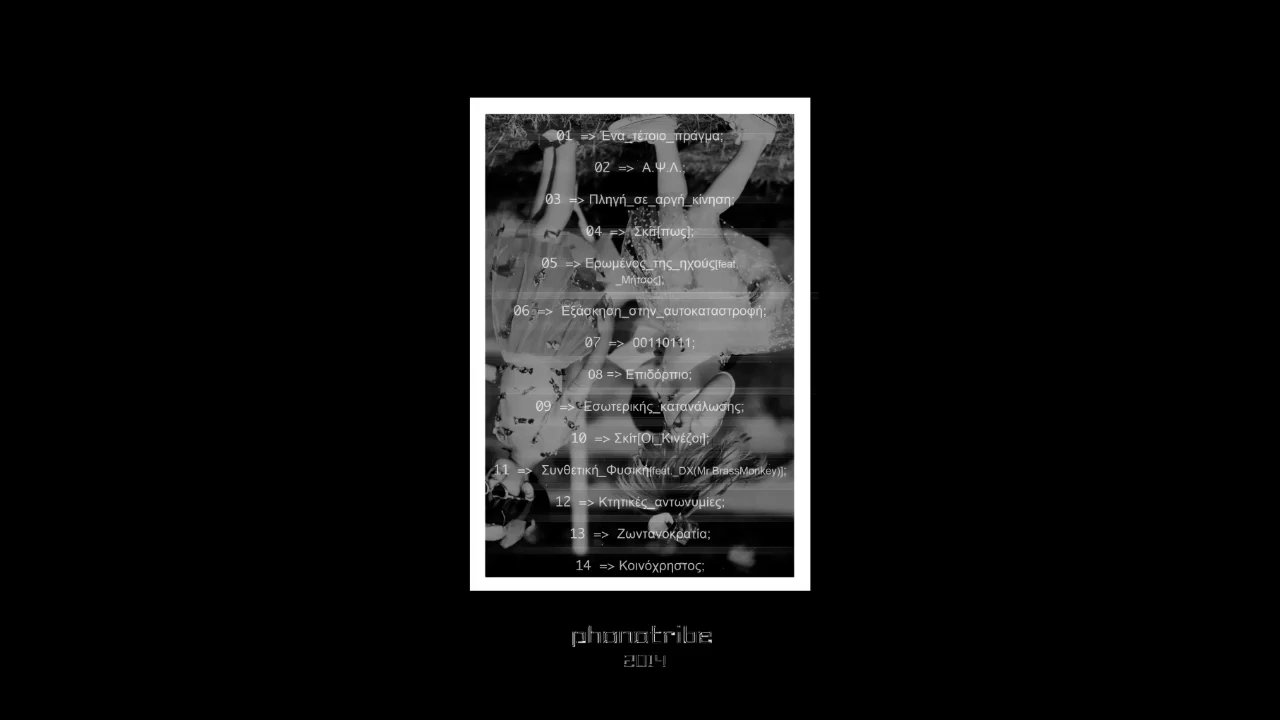 01 => Ένα_τέτοιο_πράγμα;
02 => Α.Ψ.Λ.;
03 => Πληγή_σε_αργή_κίνηση;
04 => Σκίτ[πως];
05 => Ερωμένος_της_ηχούς[feat.
_Μήτσος];
06 => Εξάσκηση_στην_αυτοκαταστροφή;
07 => 00110111;
08 => Επιδόρπιο;
09 => Εσωτερικής_κατανάλωσης;
10 => Σκίτ[Οι_Κινέζοι];
11 => Συνθετική_Φυσική[feat._DX(Mr.BrassMonkey)];
12 => Κτητικές_αντωνυμίες;
13 => Ζωντανοκρατία;
14 => Κοινόχρηστος;
phonotribe
2014